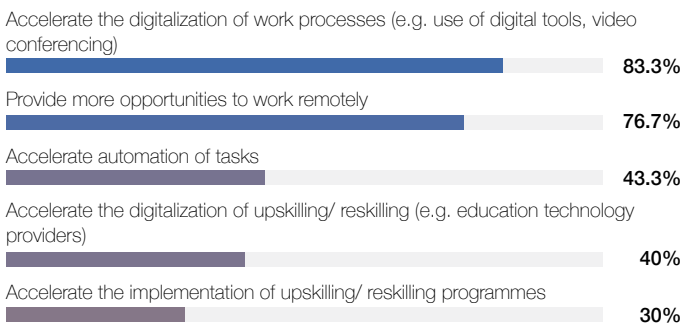 Accelerate the digitalization of work processes (e.g. use of digital tools, video
conferencing)
83.3%
Provide more opportunities to work remotely
76.7%
Accelerate automation of tasks
43.3%
Accelerate the digitalization of upskilling/ reskilling (e.g. education technology
providers)
40%
Accelerate the implementation of upskilling/ reskilling programmes
30%